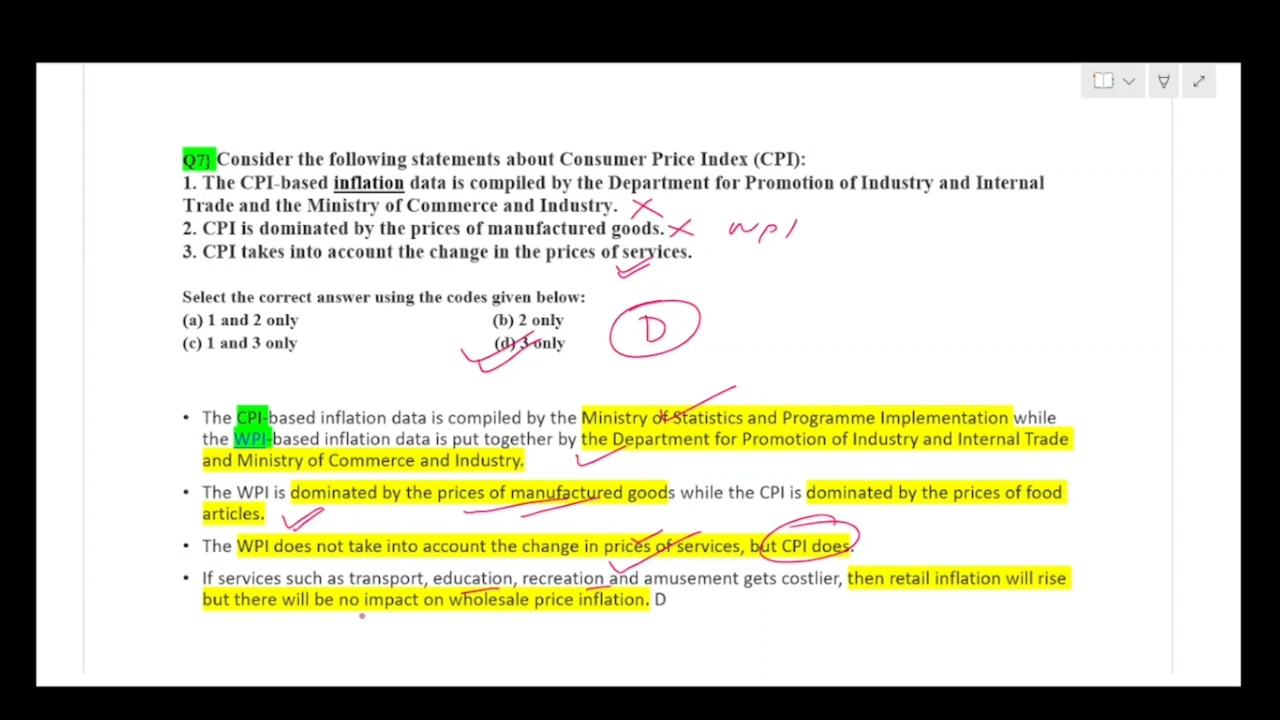 Q7} Consider the following statements about Consumer Price Index (CPI):
1. The CPI-based inflation data is compiled by the Department for Promotion of Industry and Internal
Trade and the Ministry of Commerce and Industry.
2. CPI is dominated by the prices of manufactured goods. WPI
3. CPI takes into account the change in the prices of services.
Select the correct answer using the codes given below:
(a) 1 and 2 only (b) 2 only
D
(c) 1 and 3 only (d) 3 only
• The CPI-based inflation data is compiled by the Ministry of Statistics and Programme Implementation while
the WPI-based inflation data is put together by the Department for Promotion of Industry and Internal Trade
and Ministry of Commerce and Industry.
• The WPI is dominated by the prices of manufactured goods while the CPI is dominated by the prices of food
articles.
• The WPI does not take into account the change in prices of services, but CPI does.
• If services such as transport, education, recreation and amusement gets costlier, then retail inflation will rise
but there will be no impact on wholesale price inflation. D